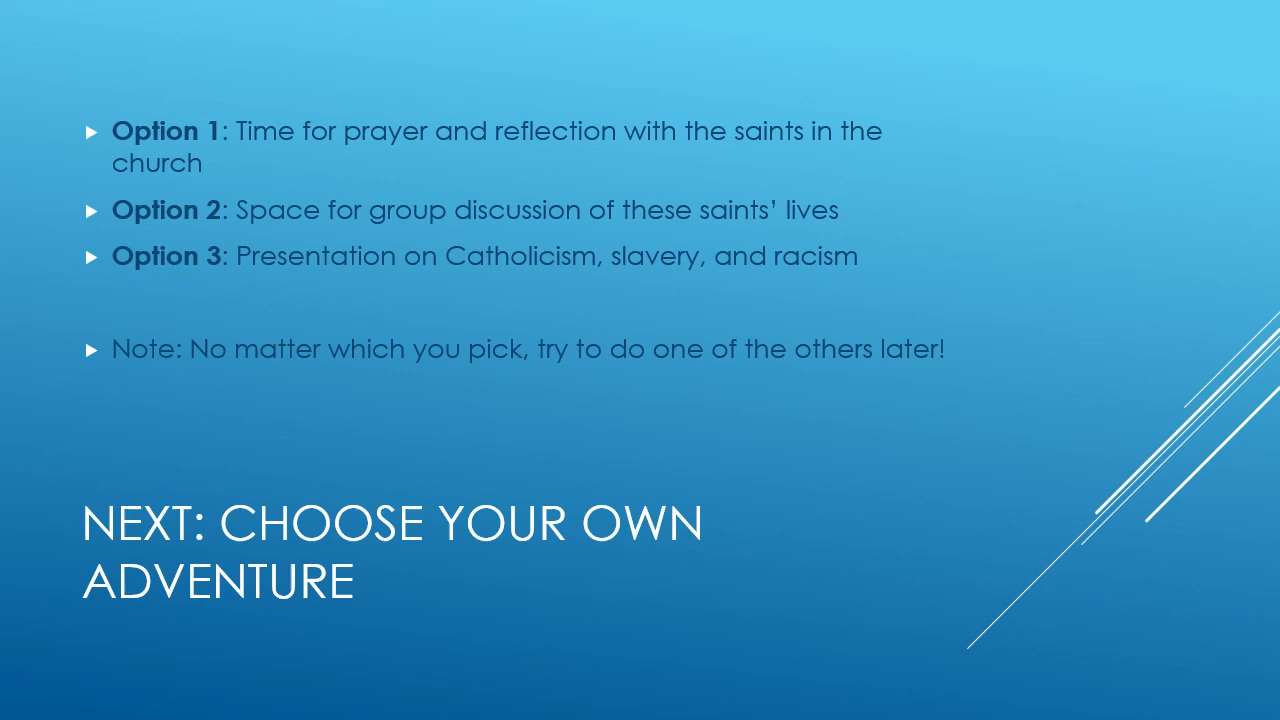 Option 1: Time for prayer and reflection with the saints in the
church
Option 2: Space for group discussion of these saints’ lives
Option 3: Presentation on Catholicism, slavery, and racism
Note: No matter which you pick, try to do one of the others later!
NEXT: CHOOSE YOUR OWN
ADVENTURE